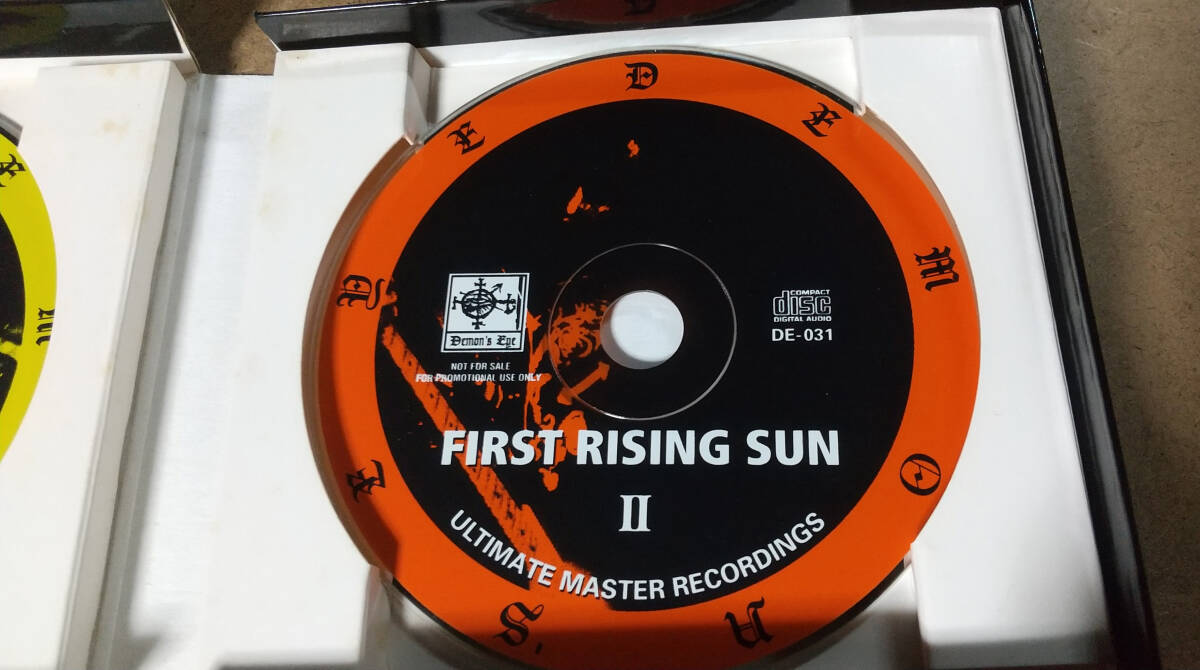 DEMON'S EYE
Demon's Eye
NOT FOR SALE
FOR PROMOTIONAL USE ONLY
COMPACT
disc
DIGITAL AUDIO
DE-031
FIRST RISING SUN
II
ULTIMATE MASTER RECORDINGS